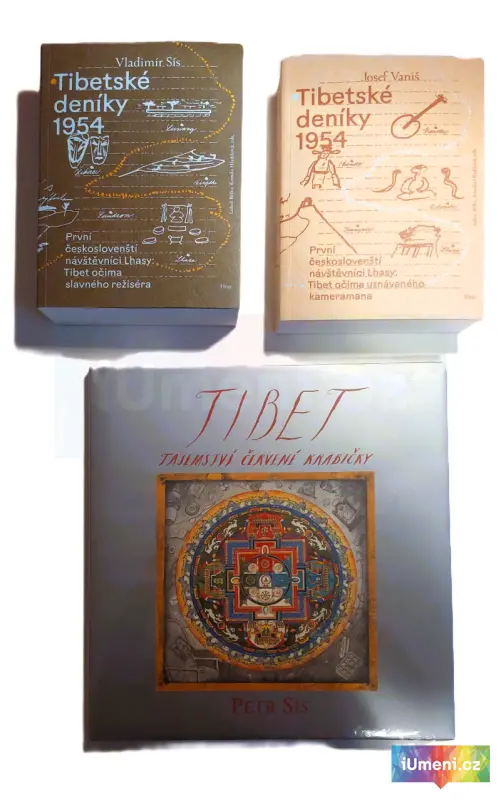 Vladimír Sís
Tibetské
deníky
1954
První
českoslovenští
návštěvníci Lhasy:
Tibet očima
slavného režiséra
Josef Vaniš
Tibetské
deníky
1954
První
českoslovenští
návštěvníci Lhasy:
Tibet očima uznávaného
kameramana
TIBET
TAJEMSTVÍ ČERVENÉ KRABIČKY
PETR SÍS
iUmeni.cz